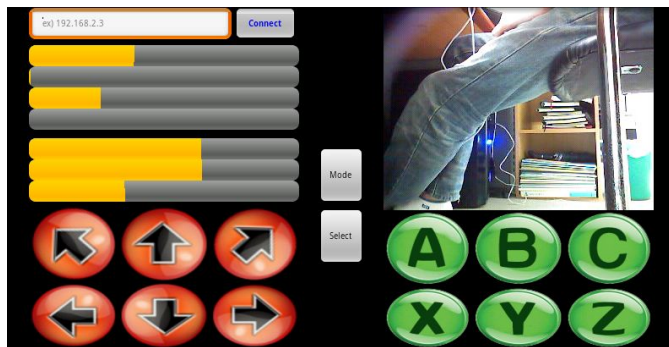 ex) 192.168.2.3
Connect
Mode
Select
A B C
X Y Z